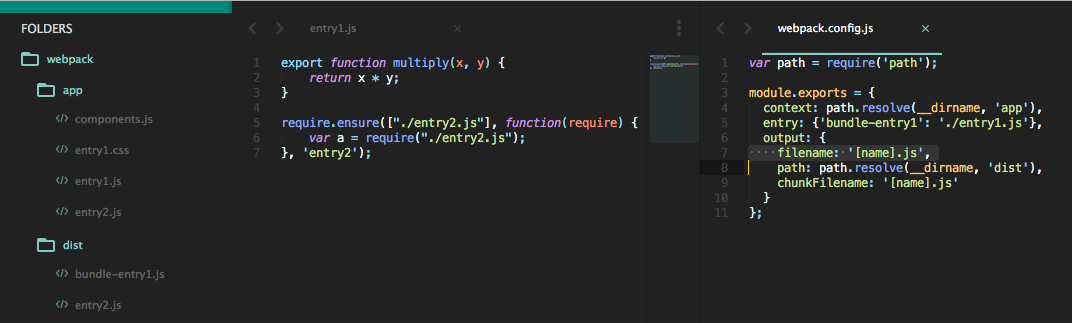 FOLDERS
webpack
app
</> components.js
</> entry1.css
</> entry1.js
</> entry2.js
dist
</> bundle-entry1.js
</> entry2.js
entry1.js ×
1 export function multiply(x, y) {
2 return x * y;
3 }
4
5 require.ensure(["./entry2.js"], function(require) {
6 var a = require("./entry2.js");
7 }, 'entry2');
webpack.config.js ×
1 var path = require('path');
2
3 module.exports = {
4 context: path.resolve(__dirname, 'app'),
5 entry: {'bundle-entry1': './entry1.js'},
6 output: {
7 filename: '[name].js',
8 path: path.resolve(__dirname, 'dist'),
9 chunkFilename: '[name].js'
10 }
11 };